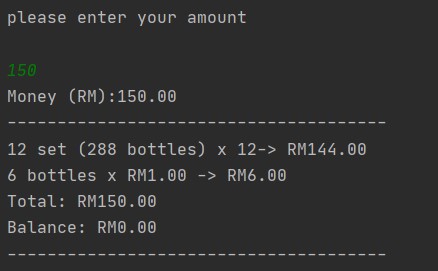 please enter your amount
150
Money (RM):150.00
--------------------------------------
12 set (288 bottles) x 12-> RM144.00
6 bottles x RM1.00 -> RM6.00
Total: RM150.00
Balance: RM0.00
--------------------------------------